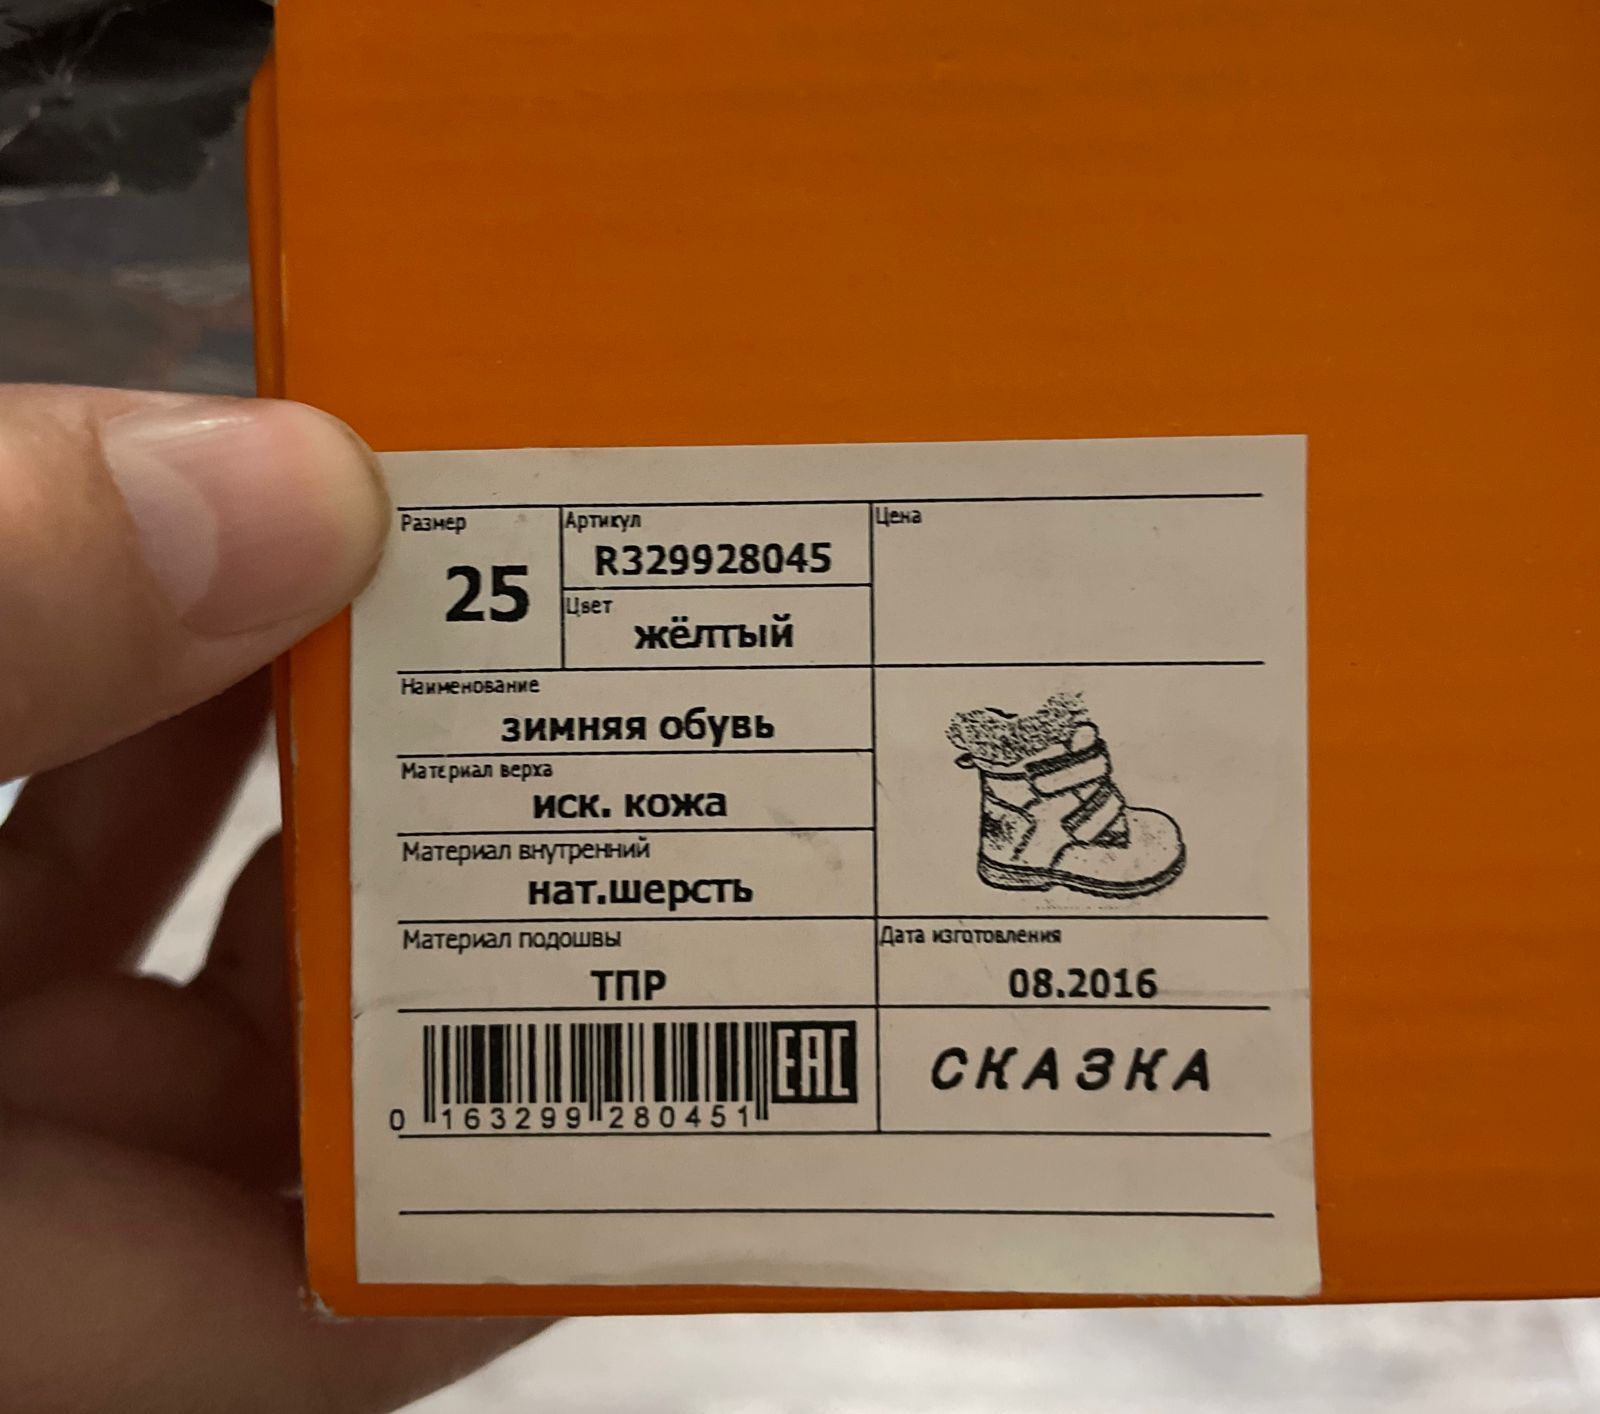 Размер
25
Артикул
R329928045
Цвет
жёлтый
Цена
Наименование
зимняя обувь
Материал верха
иск. кожа
Материал внутренний
нат.шерсть
Материал подошвы
ТПР
Дата изготовления
08.2016
0 163299 280451
EAC
СКАЗКА